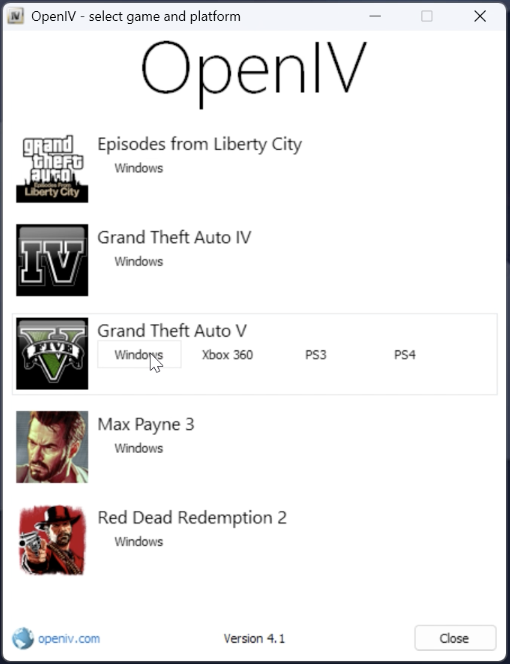 OpenIV - select game and platform
OpenIV
grand
theft
auto
Episodes from
Liberty City
Episodes from Liberty City
Windows
IV
Grand Theft Auto IV
Windows
V
FIVE
Grand Theft Auto V
Windows Xbox 360 PS3 PS4
Max Payne 3
Windows
Red Dead Redemption 2
Windows
openiv.com Version 4.1 Close